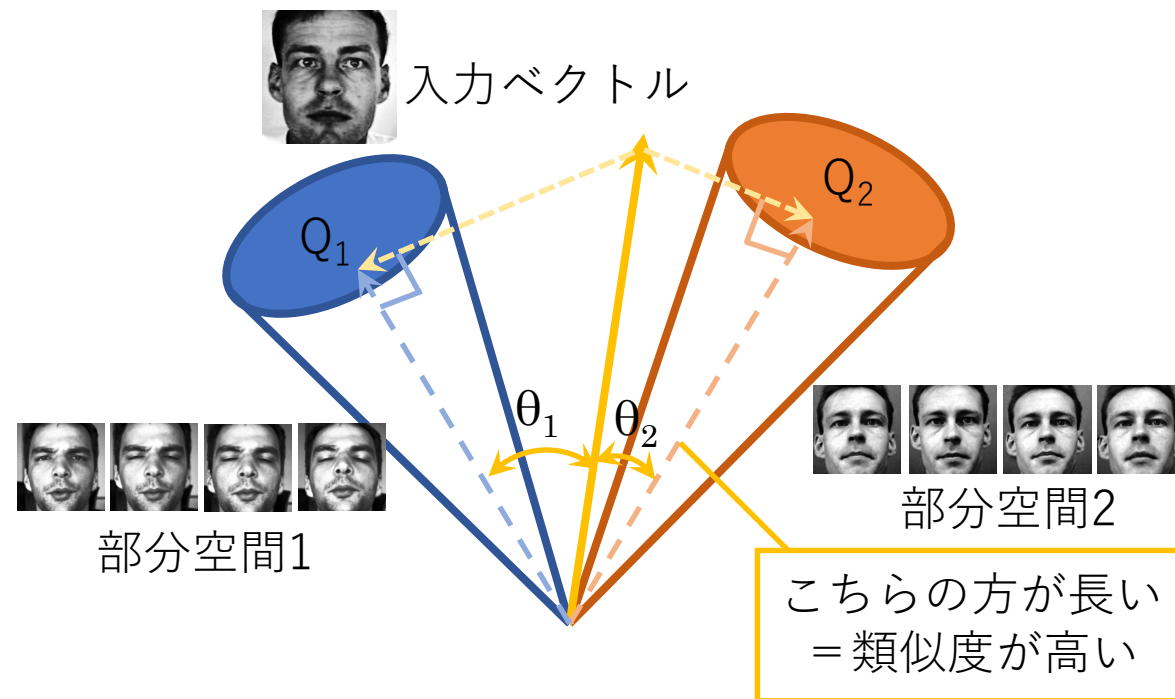 入力ベクトル
Q₁
Q₂
θ₁
θ₂
部分空間1
部分空間2
こちらの方が長い
＝類似度が高い